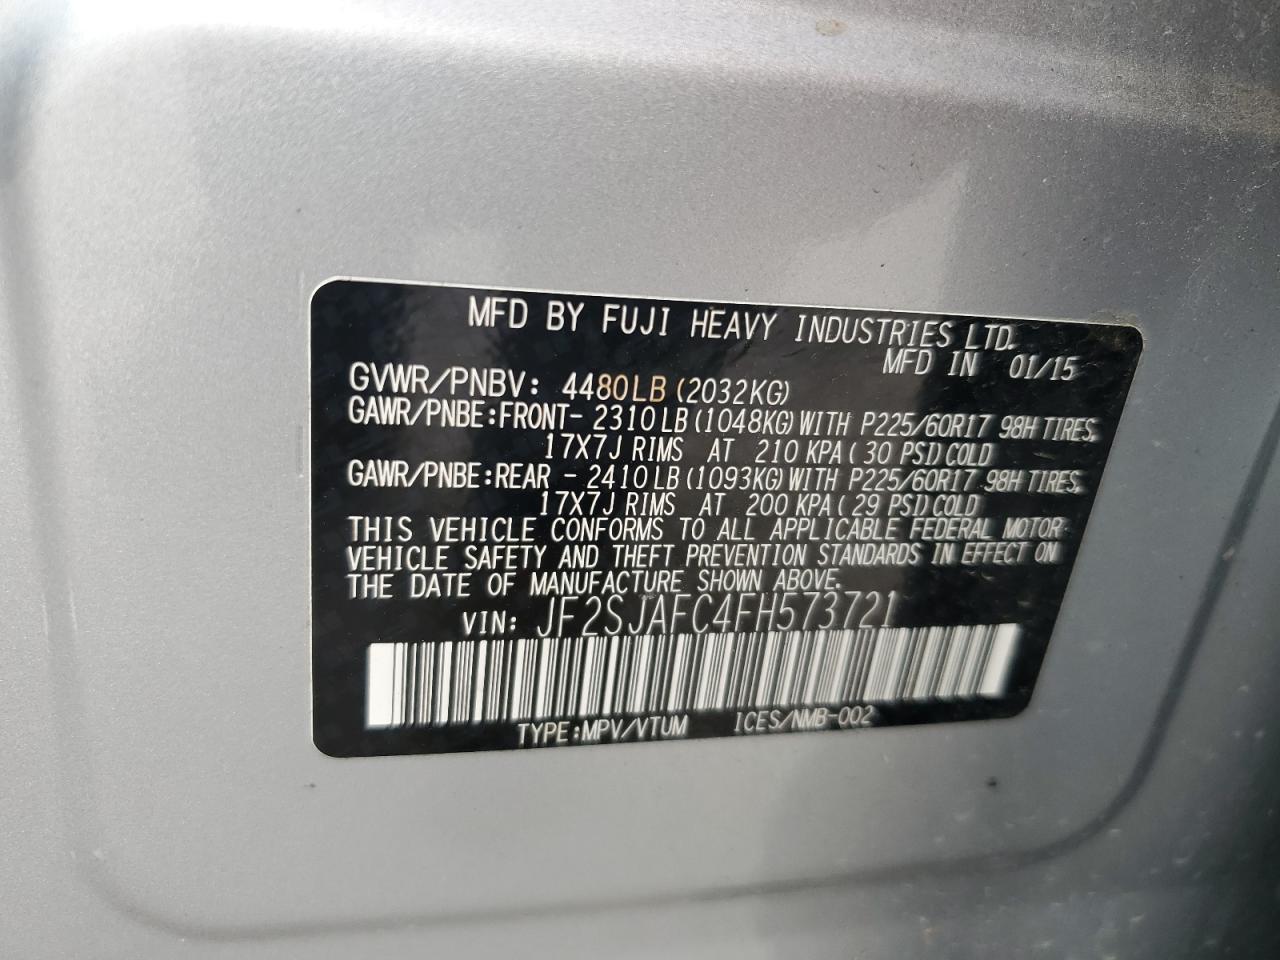 MFD BY FUJI HEAVY INDUSTRIES LTD.
MFD IN 01/15
GVWR/PNBV: 4480LB (2032KG)
GAWR/PNBE:FRONT- 2310 LB (1048KG) WITH P225/60R17 98H TIRES
17X7J RIMS AT 210 KPA ( 30 PSI) COLD
GAWR/PNBE:REAR - 2410 LB (1093KG) WITH P225/60R17 98H TIRES
17X7J RIMS AT 200 KPA ( 29 PSI) COLD
THIS VEHICLE CONFORMS TO ALL APPLICABLE FEDERAL MOTOR
VEHICLE SAFETY AND THEFT PREVENTION STANDARDS IN EFFECT ON
THE DATE OF MANUFACTURE SHOWN ABOVE.
VIN: JF2SJAFC4FH573721
TYPE:MPV/VTUM ICES/NMB-002